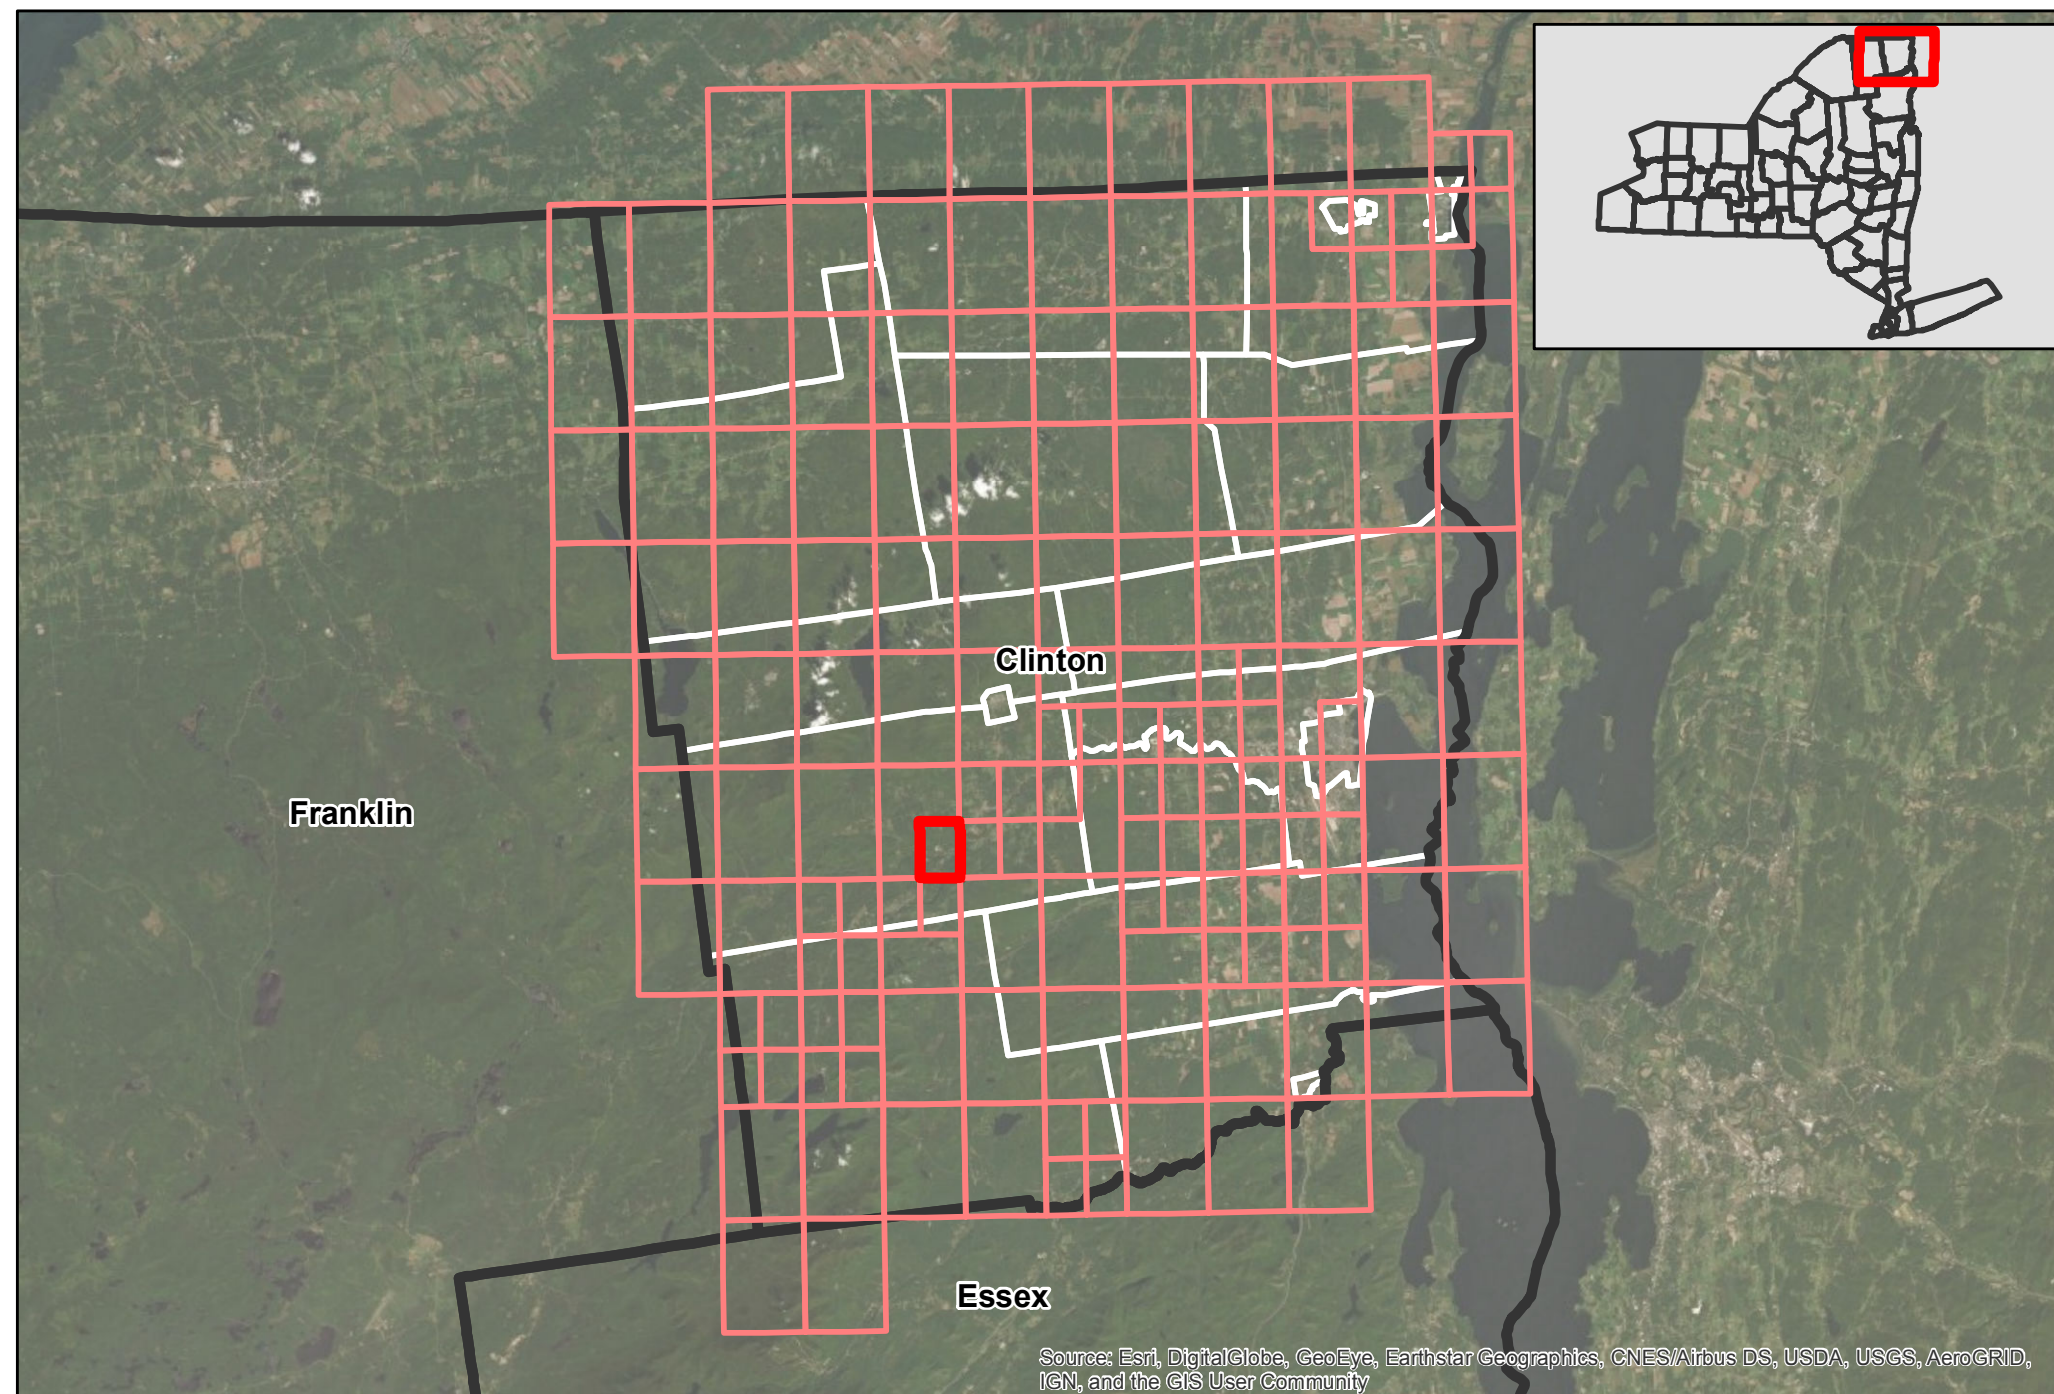 Clinton
Franklin
Essex
Source: Esri, DigitalGlobe, GeoEye, Earthstar Geographics, CNES/Airbus DS, USDA, USGS, AeroGRID,
IGN, and the GIS User Community